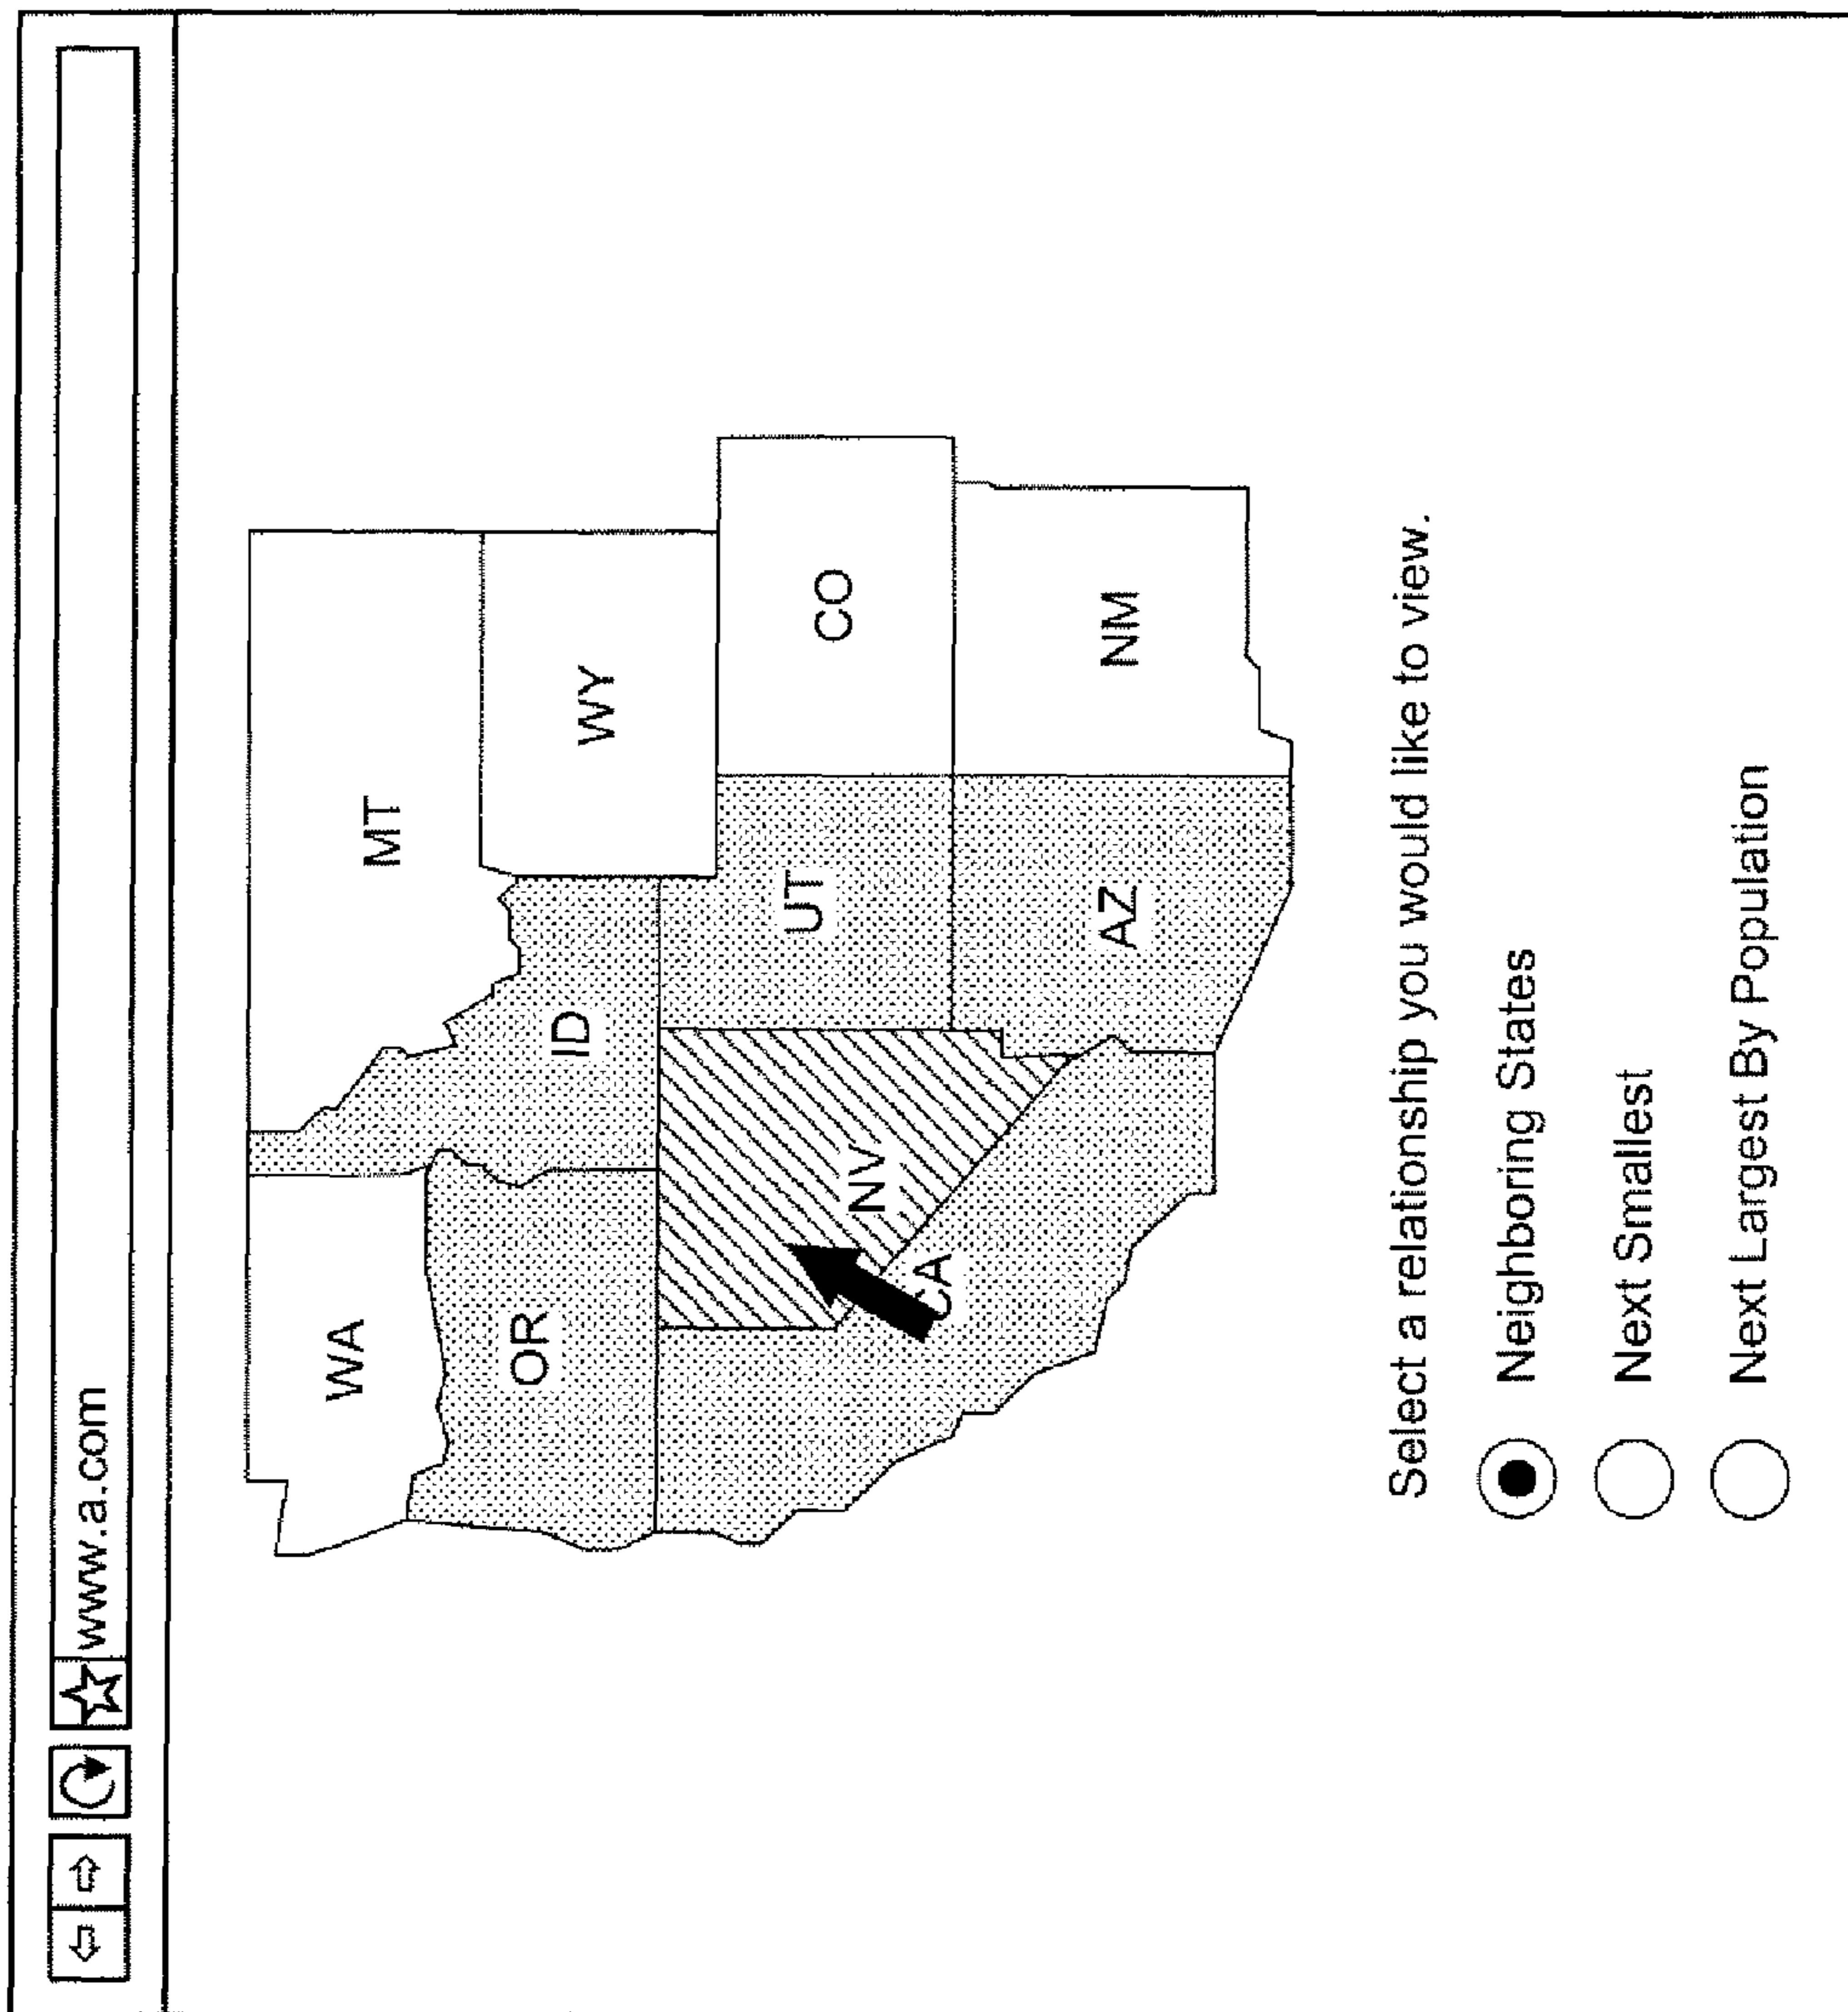 www.a.com
WA
MT
OR
ID
WY
NV
UT
CO
CA
AZ
NM
Select a relationship you would like to view.
Neighboring States
Next Smallest
Next Largest By Population